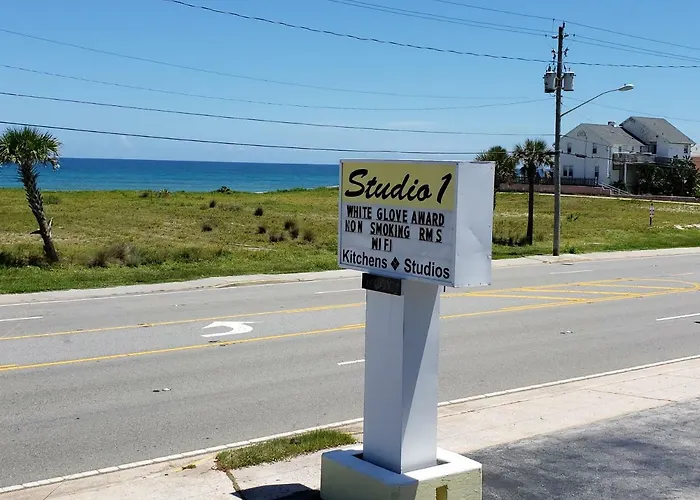 Studio 1
WHITE GLOVE AWARD
NON SMOKING RMS
WIFI
Kitchens ♦ Studios